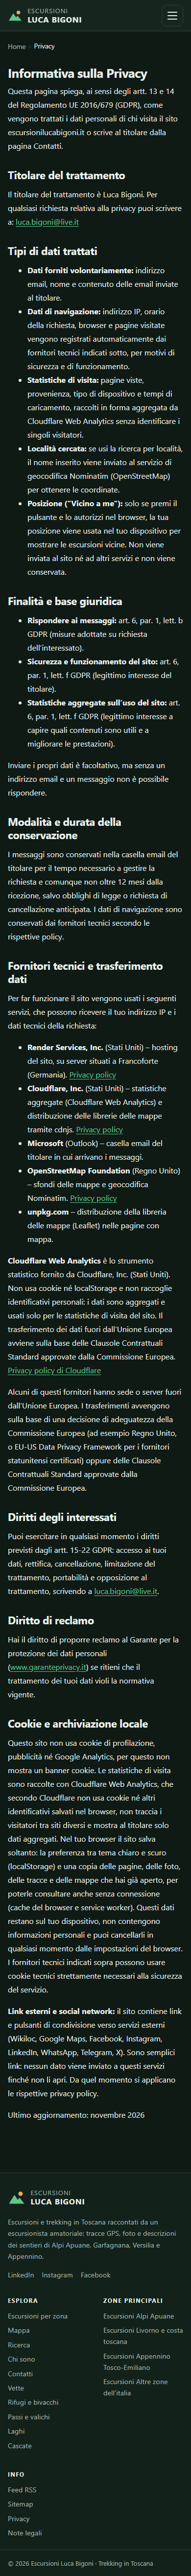 ESCURSIONI
LUCA BIGONI
Home › Privacy
Informativa sulla Privacy
Questa pagina spiega, ai sensi degli artt. 13 e 14
del Regolamento UE 2016/679 (GDPR), come
vengono trattati i dati personali di chi visita il sito
escursionilucabigoni.it o scrive al titolare dalla
pagina Contatti.
Titolare del trattamento
Il titolare del trattamento è Luca Bigoni. Per
qualsiasi richiesta relativa alla privacy puoi scrivere
a: luca.bigoni@live.it
Tipi di dati trattati
• Dati forniti volontariamente: indirizzo
email, nome e contenuto delle email inviate
al titolare.
• Dati di navigazione: indirizzo IP, orario
della richiesta, browser e pagine visitate
vengono registrati automaticamente dai
fornitori tecnici indicati sotto, per motivi di
sicurezza e di funzionamento.
• Statistiche di visita: pagine viste,
provenienza, tipo di dispositivo e tempi di
caricamento, raccolti in forma aggregata da
Cloudflare Web Analytics senza identificare i
singoli visitatori.
• Località cercata: se usi la ricerca per località,
il nome inserito viene inviato al servizio di
geocodifica Nominatim (OpenStreetMap)
per ottenere le coordinate.
• Posizione ("Vicino a me"): solo se premi il
pulsante e lo autorizzi nel browser, la tua
posizione viene usata nel tuo dispositivo per
mostrare le escursioni vicine. Non viene
inviata al sito né ad altri servizi e non viene
conservata.
Finalità e base giuridica
• Rispondere ai messaggi: art. 6, par. 1, lett. b
GDPR (misure adottate su richiesta
dell'interessato).
• Sicurezza e funzionamento del sito: art. 6,
par. 1, lett. f GDPR (legittimo interesse del
titolare).
• Statistiche aggregate sull'uso del sito: art.
6, par. 1, lett. f GDPR (legittimo interesse a
capire quali contenuti sono utili e a
migliorare le prestazioni).
Inviare i propri dati è facoltativo, ma senza un
indirizzo email e un messaggio non è possibile
rispondere.
Modalità e durata della
conservazione
I messaggi sono conservati nella casella email del
titolare per il tempo necessario a gestire la
richiesta e comunque non oltre 12 mesi dalla
ricezione, salvo obblighi di legge o richiesta di
cancellazione anticipata. I dati di navigazione sono
conservati dai fornitori tecnici secondo le
rispettive policy.
Fornitori tecnici e trasferimento
dati
Per far funzionare il sito vengono usati i seguenti
servizi, che possono ricevere il tuo indirizzo IP e i
dati tecnici della richiesta:
• Render Services, Inc. (Stati Uniti) – hosting
del sito, su server situati a Francoforte
(Germania). Privacy policy
• Cloudflare, Inc. (Stati Uniti) – statistiche
aggregate (Cloudflare Web Analytics) e
distribuzione delle librerie delle mappe
tramite cdnjs. Privacy policy
• Microsoft (Outlook) – casella email del
titolare in cui arrivano i messaggi.
• OpenStreetMap Foundation (Regno Unito)
– sfondi delle mappe e geocodifica
Nominatim. Privacy policy
• unpkg.com – distribuzione della libreria
delle mappe (Leaflet) nelle pagine con
mappa.
Cloudflare Web Analytics è lo strumento
statistico fornito da Cloudflare, Inc. (Stati Uniti).
Non usa cookie né localStorage e non raccoglie
identificativi personali: i dati sono aggregati e
usati solo per le statistiche di visita del sito. Il
trasferimento dei dati fuori dall'Unione Europea
avviene sulla base delle Clausole Contrattuali
Standard approvate dalla Commissione Europea.
Privacy policy di Cloudflare
Alcuni di questi fornitori hanno sede o server fuori
dall'Unione Europea. I trasferimenti avvengono
sulla base di una decisione di adeguatezza della
Commissione Europea (ad esempio Regno Unito,
o EU-US Data Privacy Framework per i fornitori
statunitensi certificati) oppure delle Clausole
Contrattuali Standard approvate dalla
Commissione Europea.
Diritti degli interessati
Puoi esercitare in qualsiasi momento i diritti
previsti dagli artt. 15-22 GDPR: accesso ai tuoi
dati, rettifica, cancellazione, limitazione del
trattamento, portabilità e opposizione al
trattamento, scrivendo a luca.bigoni@live.it.
Diritto di reclamo
Hai il diritto di proporre reclamo al Garante per la
protezione dei dati personali
(www.garanteprivacy.it) se ritieni che il
trattamento dei tuoi dati violi la normativa
vigente.
Cookie e archiviazione locale
Questo sito non usa cookie di profilazione,
pubblicità né Google Analytics, per questo non
mostra un banner cookie. Le statistiche di visita
sono raccolte con Cloudflare Web Analytics, che
secondo Cloudflare non usa cookie né altri
identificativi salvati nel browser, non traccia i
visitatori tra siti diversi e mostra al titolare solo
dati aggregati. Nel tuo browser il sito salva
soltanto: la preferenza tra tema chiaro e scuro
(localStorage) e una copia delle pagine, delle foto,
delle tracce e delle mappe che hai già aperto, per
poterle consultare anche senza connessione
(cache del browser e service worker). Questi dati
restano sul tuo dispositivo, non contengono
informazioni personali e puoi cancellarli in
qualsiasi momento dalle impostazioni del browser.
I fornitori tecnici indicati sopra possono usare
cookie tecnici strettamente necessari alla sicurezza
del servizio.
Link esterni e social network: il sito contiene link
e pulsanti di condivisione verso servizi esterni
(Wikiloc, Google Maps, Facebook, Instagram,
LinkedIn, WhatsApp, Telegram, X). Sono semplici
link: nessun dato viene inviato a questi servizi
finché non li apri. Da quel momento si applicano
le rispettive privacy policy.
Ultimo aggiornamento: novembre 2026
ESCURSIONI
LUCA BIGONI
Escursioni e trekking in Toscana raccontati da un
escursionista amatoriale: tracce GPS, foto e descrizioni
dei sentieri di Alpi Apuane, Garfagnana, Versilia e
Appennino.
LinkedIn Instagram Facebook
ESPLORA
Escursioni per zona
Mappa
Ricerca
Chi sono
Contatti
Vette
Rifugi e bivacchi
Passi e valichi
Laghi
Cascate
ZONE PRINCIPALI
Escursioni Alpi Apuane
Escursioni Livorno e costa
toscana
Escursioni Appennino
Tosco-Emiliano
Escursioni Altre zone
dell'italia
INFO
Feed RSS
Sitemap
Privacy
Note legali
© 2026 Escursioni Luca Bigoni · Trekking in Toscana